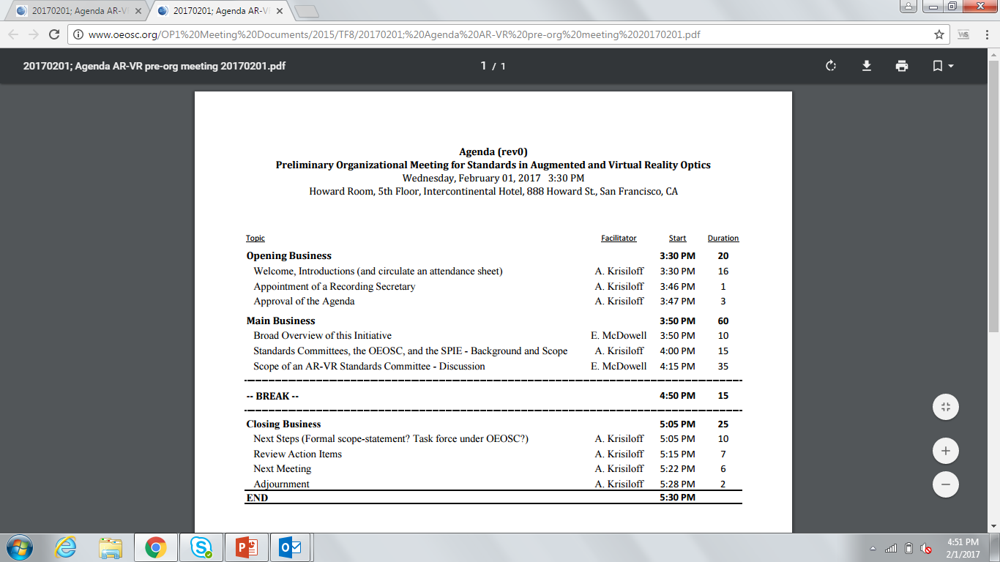 20170201; Agenda AR-V
20170201; Agenda AR-V
www.oeosc.org/OP1%20Meeting%20Documents/2015/TF8/20170201;%20Agenda%20AR-VR%20pre-org%20meeting%2020170201.pdf
20170201; Agenda AR-VR pre-org meeting 20170201.pdf 1 / 1
Agenda (rev0)
Preliminary Organizational Meeting for Standards in Augmented and Virtual Reality Optics
Wednesday, February 01, 2017 3:30 PM
Howard Room, 5th Floor, Intercontinental Hotel, 888 Howard St., San Francisco, CA
Topic Facilitator Start Duration
Opening Business 3:30 PM 20
Welcome, Introductions (and circulate an attendance sheet) A. Krisiloff 3:30 PM 16
Appointment of a Recording Secretary A. Krisiloff 3:46 PM 1
Approval of the Agenda A. Krisiloff 3:47 PM 3
Main Business 3:50 PM 60
Broad Overview of this Initiative E. McDowell 3:50 PM 10
Standards Committees, the OEOSC, and the SPIE - Background and Scope A. Krisiloff 4:00 PM 15
Scope of an AR-VR Standards Committee - Discussion E. McDowell 4:15 PM 35
-- BREAK -- 4:50 PM 15
Closing Business 5:05 PM 25
Next Steps (Formal scope-statement? Task force under OEOSC?) A. Krisiloff 5:05 PM 10
Review Action Items A. Krisiloff 5:15 PM 7
Next Meeting A. Krisiloff 5:22 PM 6
Adjournment A. Krisiloff 5:28 PM 2
END 5:30 PM
4:51 PM
2/1/2017